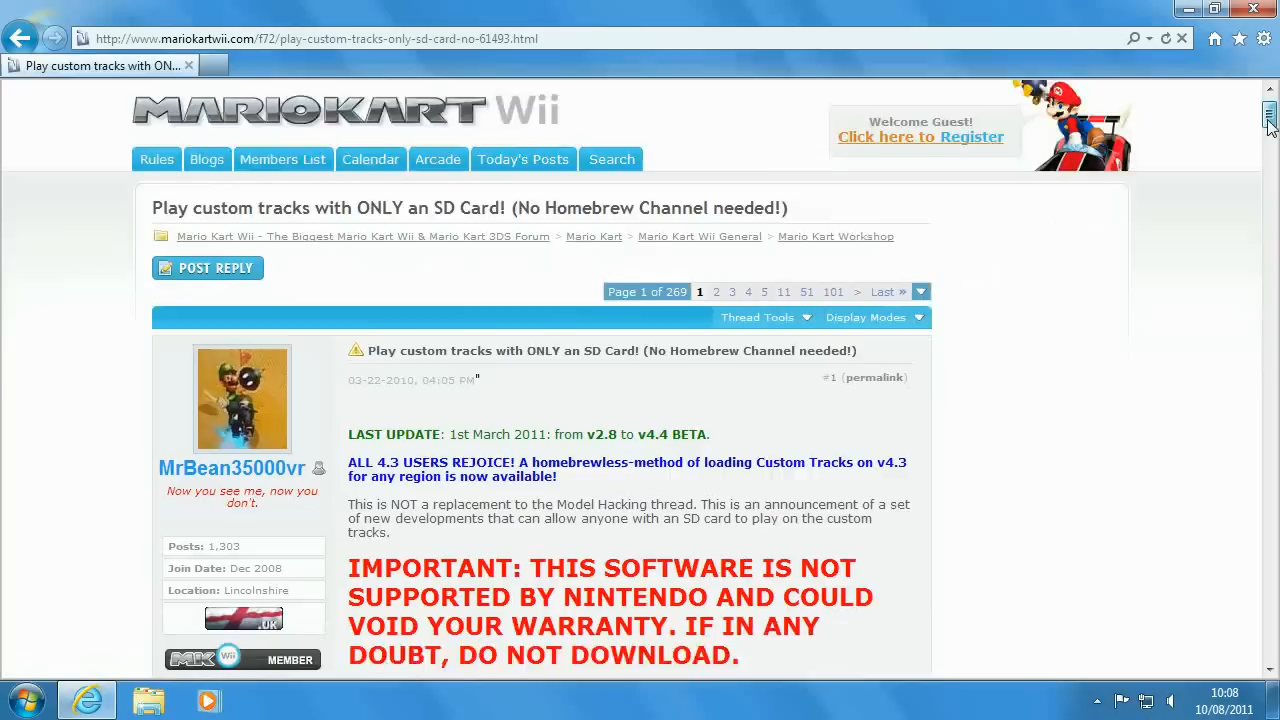 http://www.mariokartwii.com/f72/play-custom-tracks-only-sd-card-no-61493.html
Play custom tracks with ON...
MARIOKART Wii
Welcome Guest!
Click here to Register
Rules Blogs Members List Calendar Arcade Today's Posts Search
Play custom tracks with ONLY an SD Card! (No Homebrew Channel needed!)
Mario Kart Wii - The Biggest Mario Kart Wii & Mario Kart 3DS Forum > Mario Kart > Mario Kart Wii General > Mario Kart Workshop
POST REPLY
Page 1 of 269 1 2 3 4 5 11 51 101 > Last »
Thread Tools Display Modes
Play custom tracks with ONLY an SD Card! (No Homebrew Channel needed!)
03-22-2010, 04:05 PM"
#1 (permalink)
MrBean35000vr
Now you see me, now you
don't.
Posts: 1,303
Join Date: Dec 2008
Location: Lincolnshire
.UK
MK Wii MEMBER
LAST UPDATE: 1st March 2011: from v2.8 to v4.4 BETA.
ALL 4.3 USERS REJOICE! A homebrewless-method of loading Custom Tracks on v4.3
for any region is now available!
This is NOT a replacement to the Model Hacking thread. This is an announcement of a set
of new developments that can allow anyone with an SD card to play on the custom
tracks.
IMPORTANT: THIS SOFTWARE IS NOT
SUPPORTED BY NINTENDO AND COULD
VOID YOUR WARRANTY. IF IN ANY
DOUBT, DO NOT DOWNLOAD.
10:08
10/08/2011